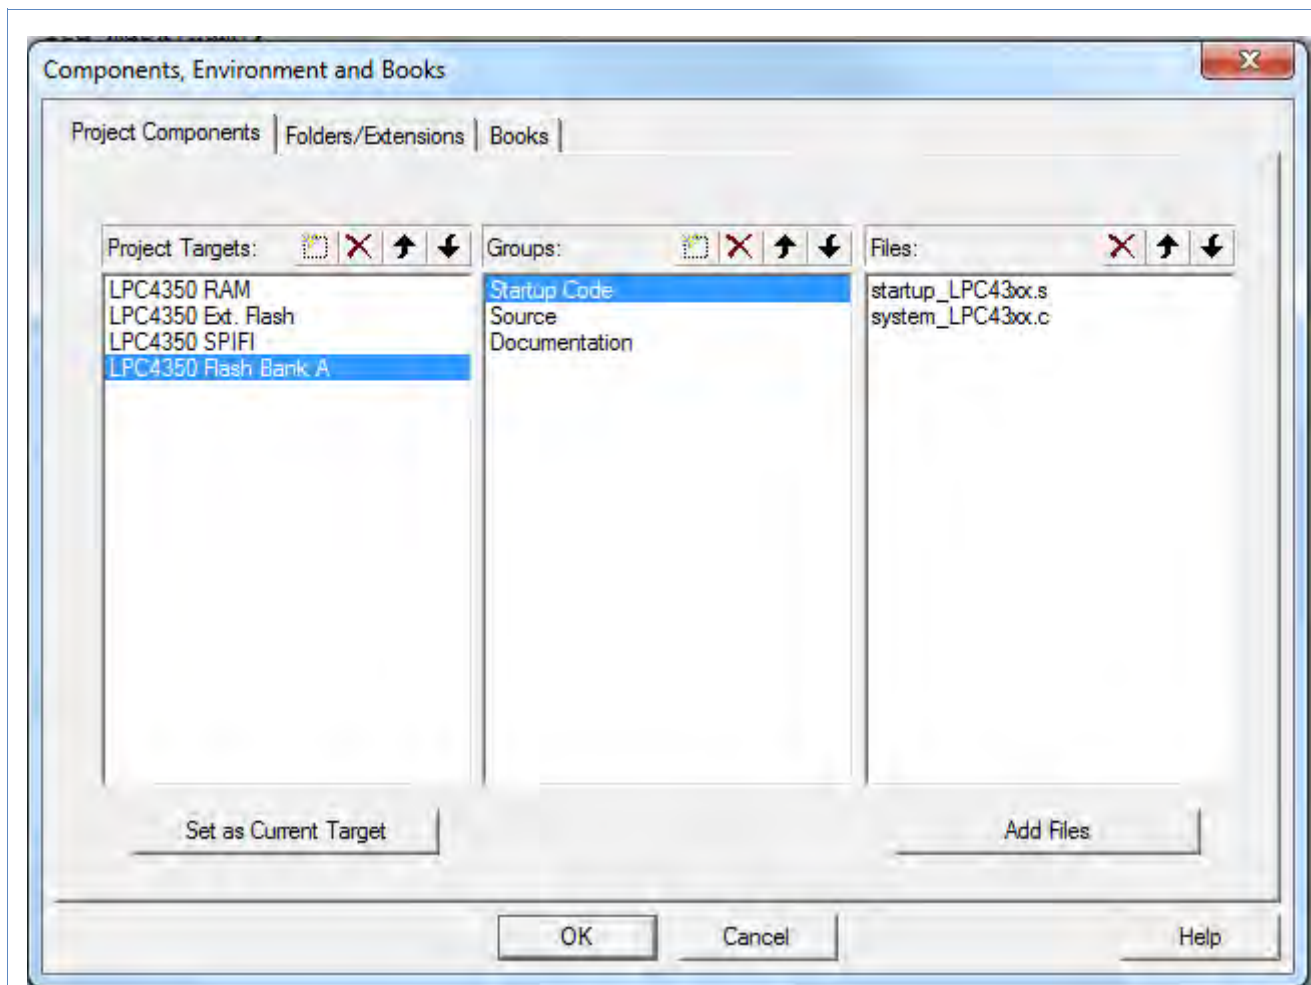 Components, Environment and Books
Project Components Folders/Extensions Books
Project Targets: Groups: Files:
LPC4350 RAM Startup Code startup_LPC43xx.s
LPC4350 Ext. Flash Source system_LPC43xx.c
LPC4350 SPIFI Documentation
LPC4350 Flash Bank A
Set as Current Target Add Files
OK Cancel Help